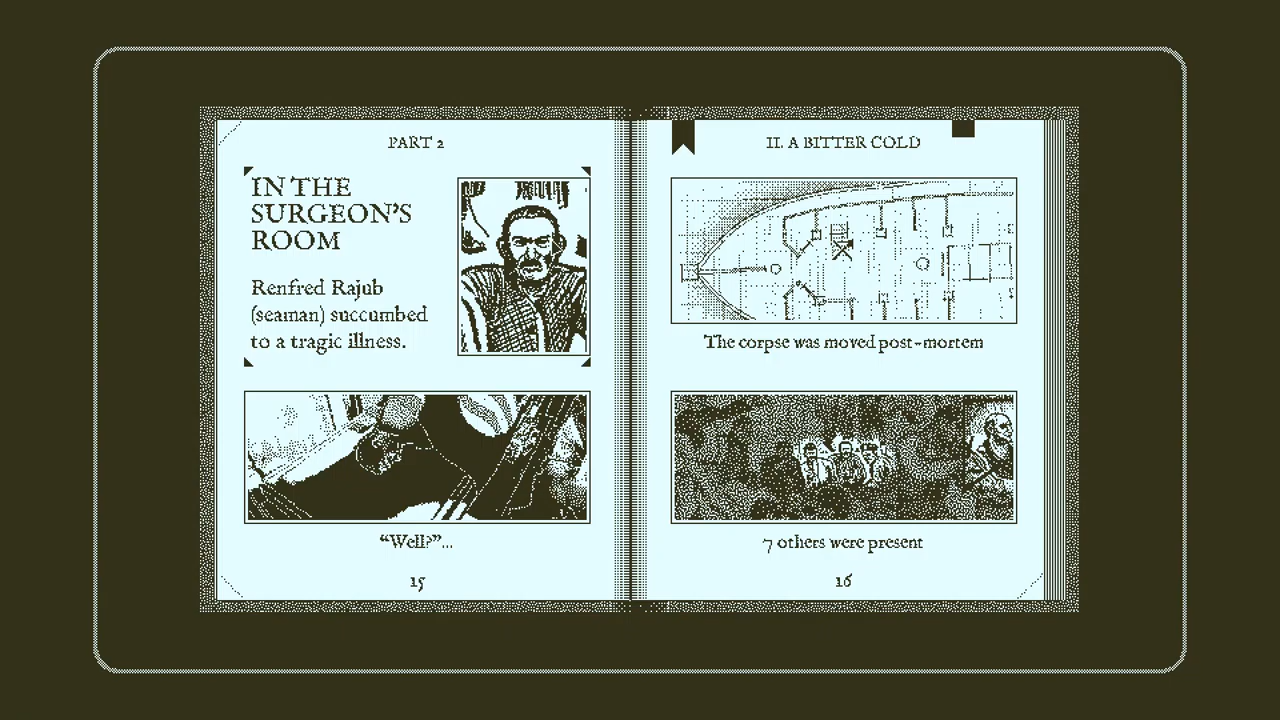 PART 2
IN THE
SURGEON'S
ROOM
Renfred Rajub
(seaman) succumbed
to a tragic illness.
“Well?”...
15
II. A BITTER COLD
The corpse was moved post-mortem
7 others were present
16